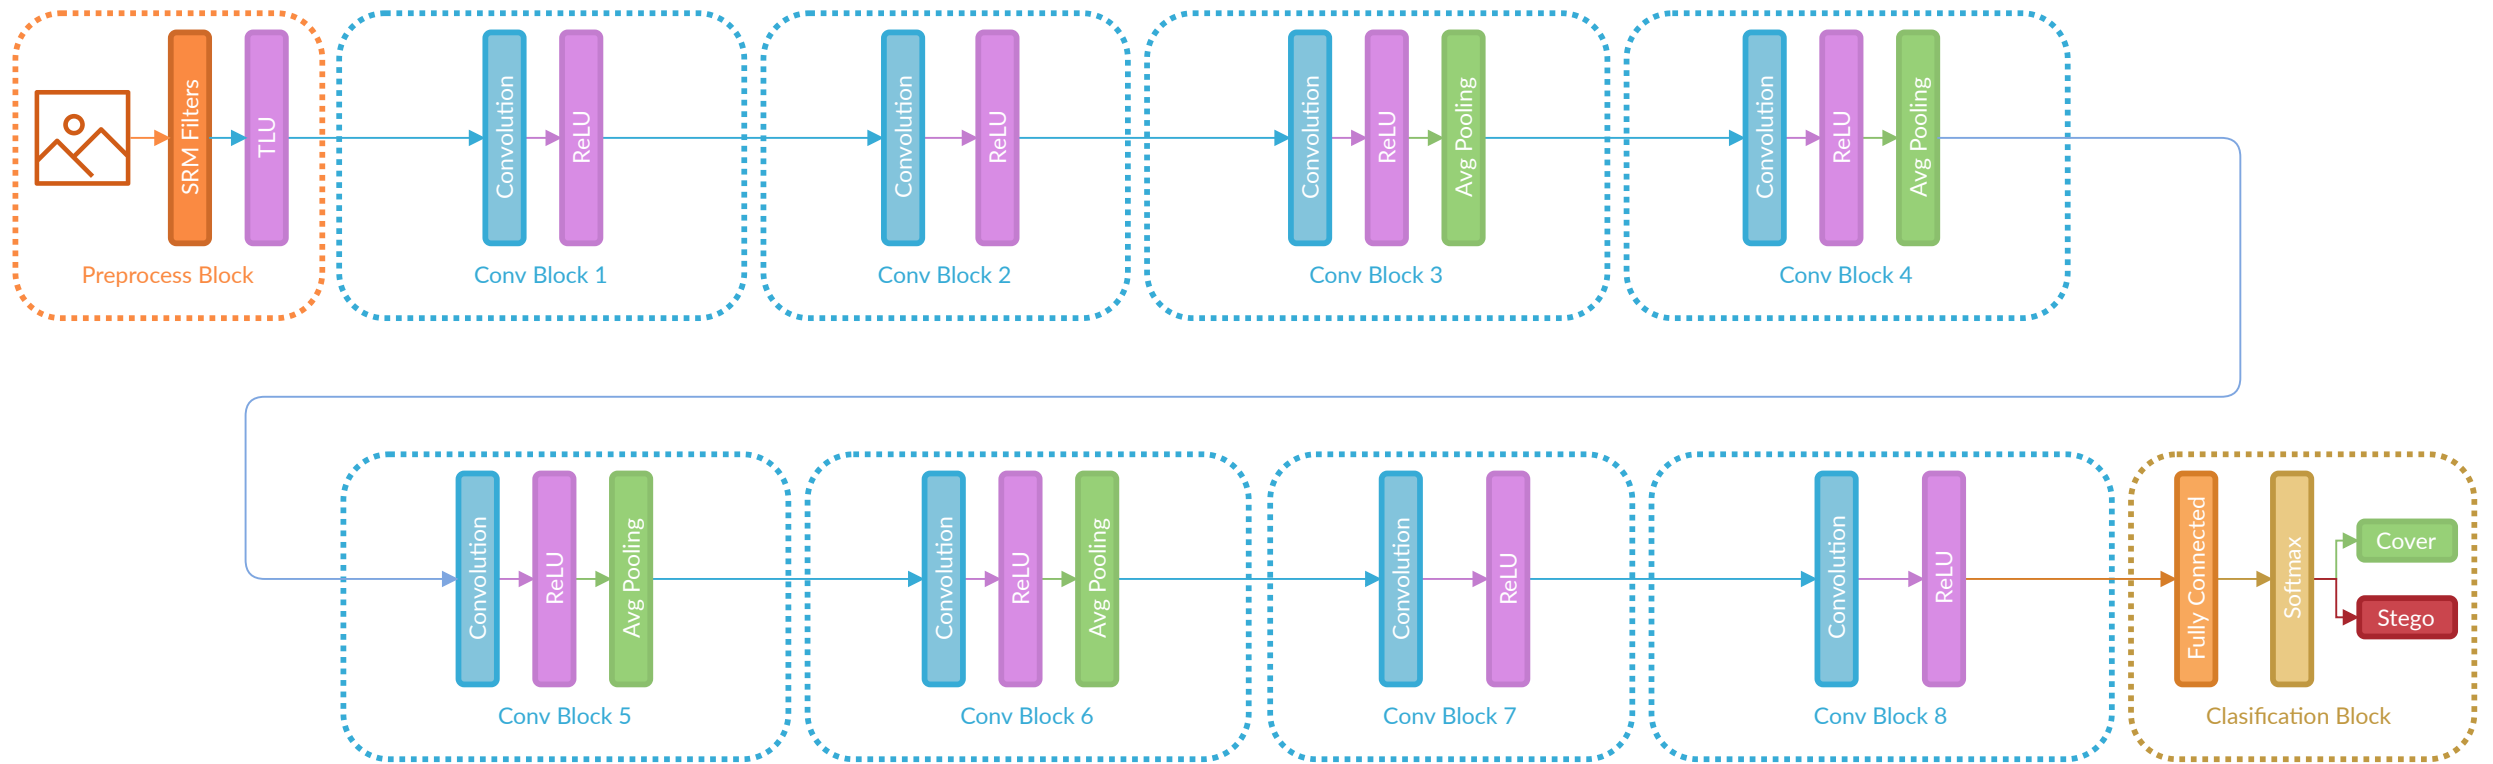 SRM Filters
TLU
Preprocess Block
Convolution
ReLU
Conv Block 1
Convolution
ReLU
Conv Block 2
Convolution
ReLU
Avg Pooling
Conv Block 3
Convolution
ReLU
Avg Pooling
Conv Block 4
Convolution
ReLU
Avg Pooling
Conv Block 5
Convolution
ReLU
Avg Pooling
Conv Block 6
Convolution
ReLU
Conv Block 7
Convolution
ReLU
Conv Block 8
Fully Connected
Softmax
Cover
Stego
Clasification Block